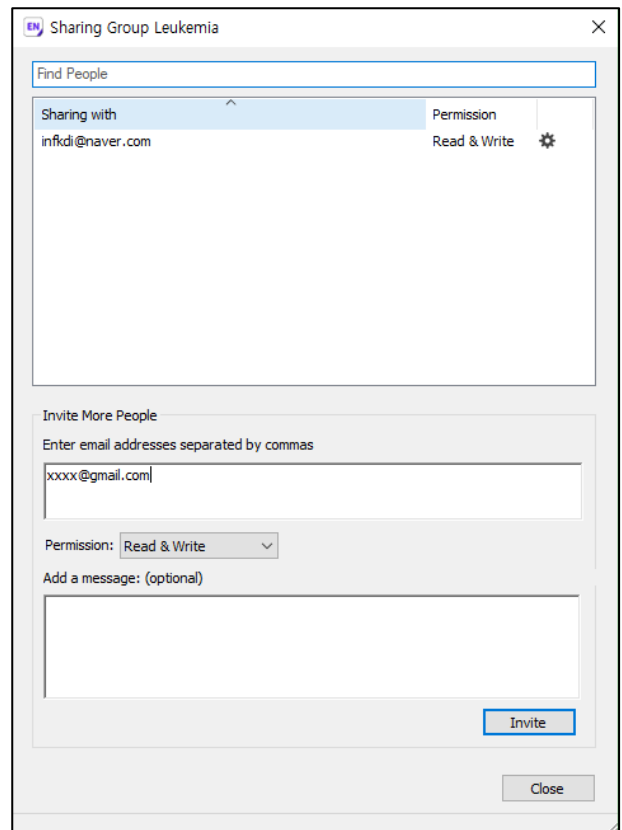 EN Sharing Group Leukemia
Find People
Sharing with Permission
infkdi@naver.com Read & Write
Invite More People
Enter email addresses separated by commas
xxxx@gmail.com
Permission: Read & Write
Add a message: (optional)
Invite
Close